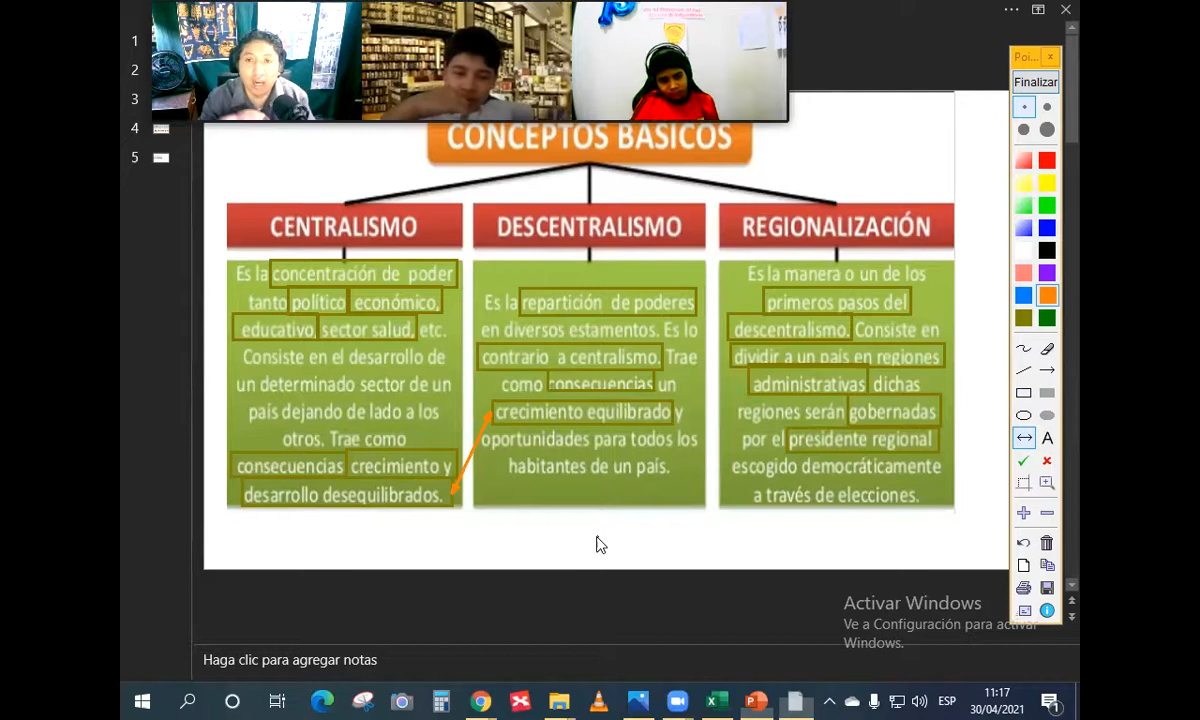 Poi...
Finalizar
1
2
3
4
5
CONCEPTOS BÁSICOS
CENTRALISMO
Es la concentración de poder
tanto político económico,
educativo, sector salud, etc.
Consiste en el desarrollo de
un determinado sector de un
país dejando de lado a los
otros. Trae como
consecuencias crecimiento y
desarrollo desequilibrados.
DESCENTRALISMO
Es la repartición de poderes
en diversos estamentos. Es lo
contrario a centralismo. Trae
como consecuencias un
crecimiento equilibrado y
oportunidades para todos los
habitantes de un país.
REGIONALIZACIÓN
Es la manera o un de los
primeros pasos del
descentralismo. Consiste en
dividir a un país en regiones
administrativas dichas
regiones serán gobernadas
por el presidente regional
escogido democráticamente
a través de elecciones.
Activar Windows
Ve a Configuración para activar
Windows.
Haga clic para agregar notas
ESP
11:17
30/04/2021